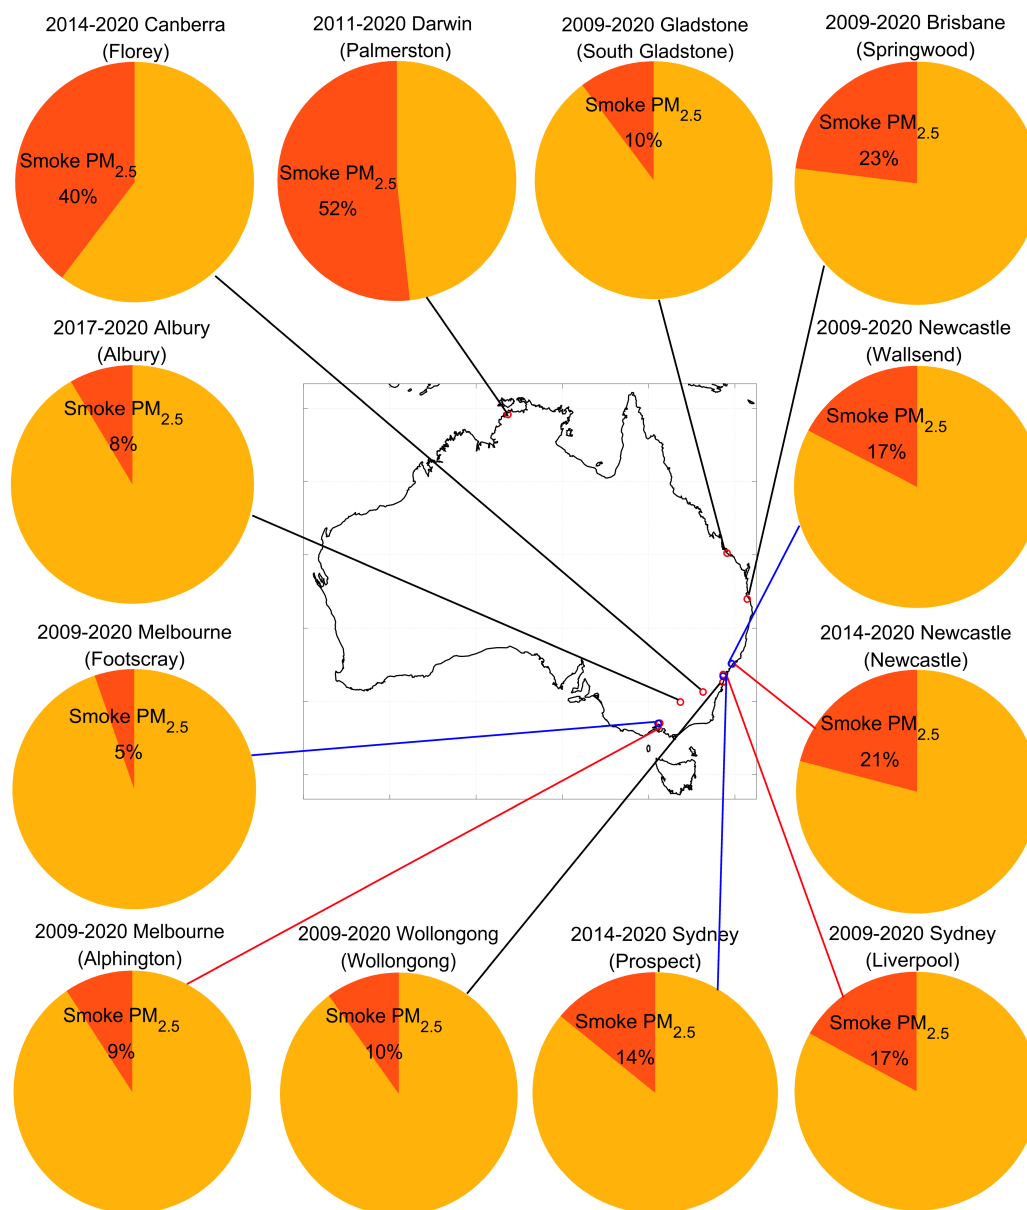 2014-2020 Canberra
(Florey)
Smoke PM2.5
40%
2011-2020 Darwin
(Palmerston)
Smoke PM2.5
52%
2009-2020 Gladstone
(South Gladstone)
Smoke PM2.5
10%
2009-2020 Brisbane
(Springwood)
Smoke PM2.5
23%
2017-2020 Albury
(Albury)
Smoke PM2.5
8%
2009-2020 Newcastle
(Wallsend)
Smoke PM2.5
17%
2009-2020 Melbourne
(Footscray)
Smoke PM2.5
5%
2014-2020 Newcastle
(Newcastle)
Smoke PM2.5
21%
2009-2020 Melbourne
(Alphington)
Smoke PM2.5
9%
2009-2020 Wollongong
(Wollongong)
Smoke PM2.5
10%
2014-2020 Sydney
(Prospect)
Smoke PM2.5
14%
2009-2020 Sydney
(Liverpool)
Smoke PM2.5
17%